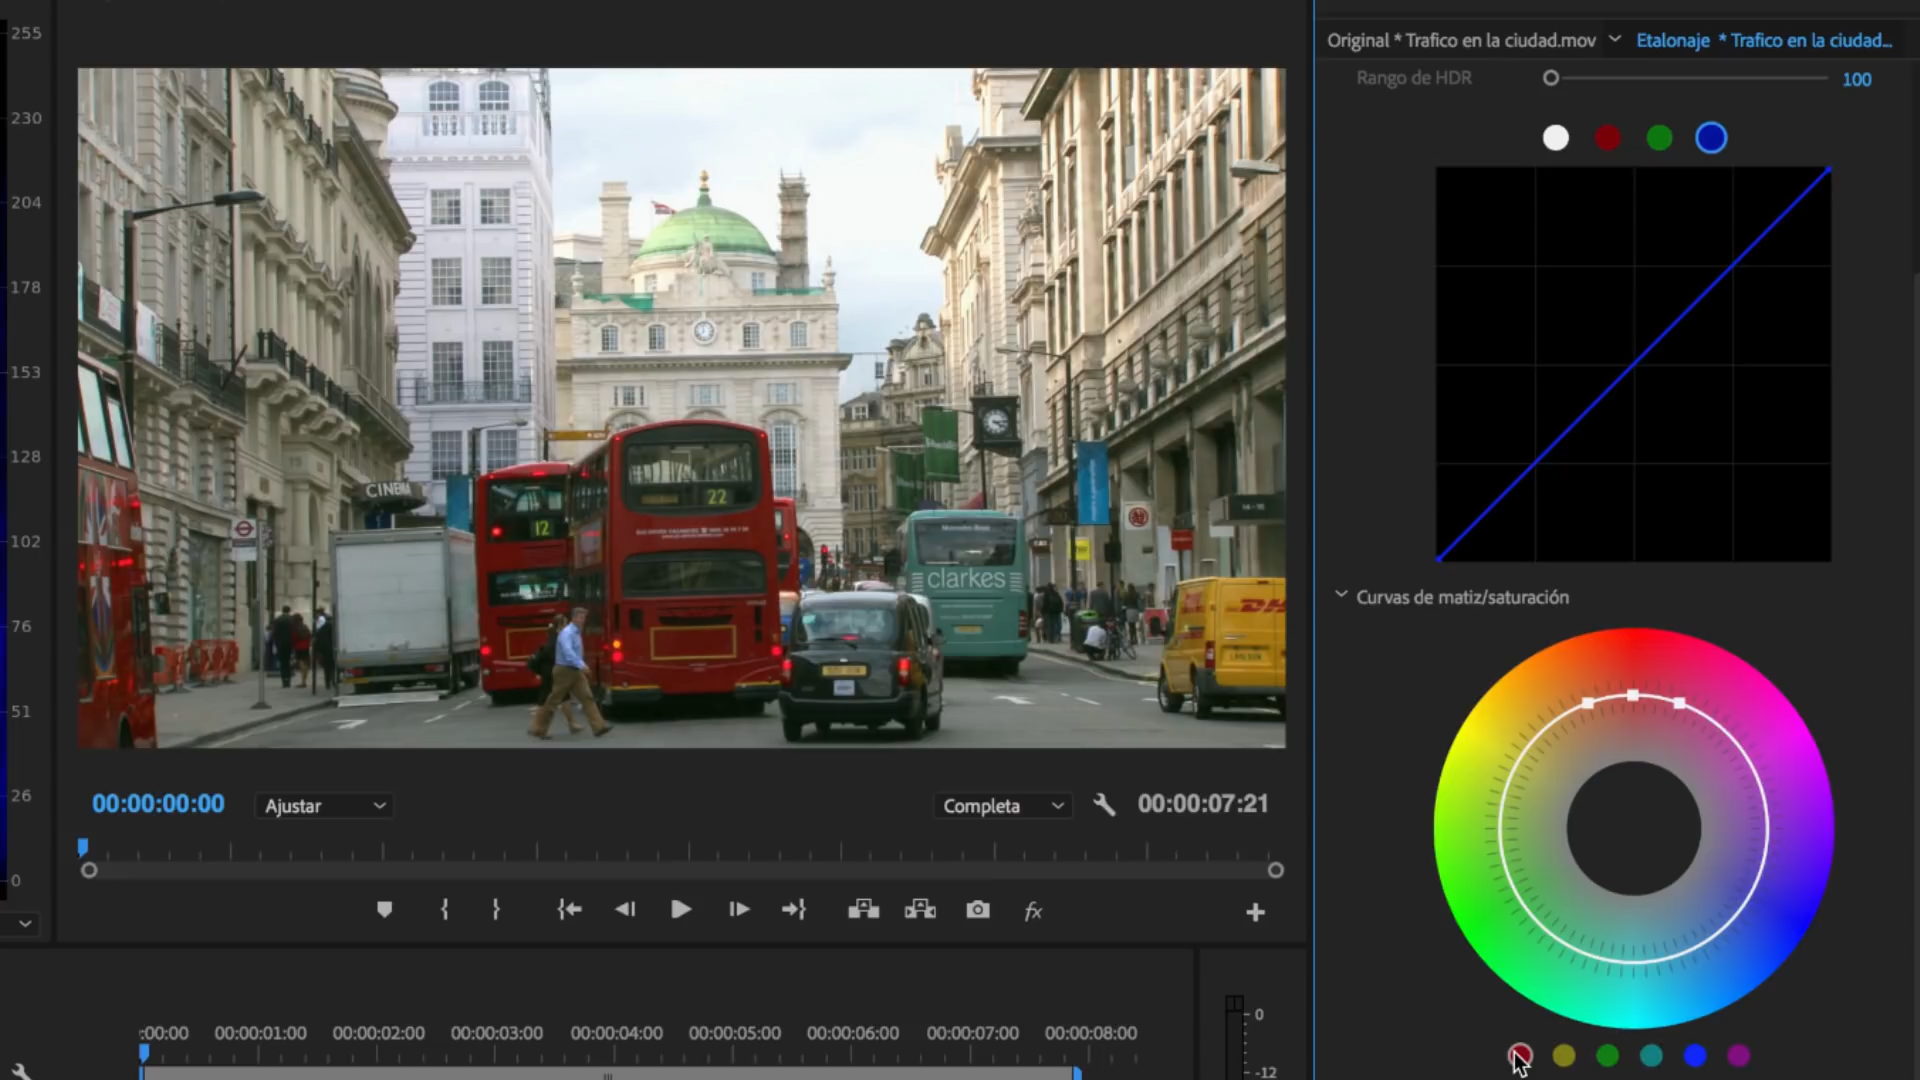 255
230
204
178
153
128
102
76
51
26
0
Original * Trafico en la ciudad.mov
Etalonaje * Trafico en la ciudad...
Rango de HDR
100
CINEMA
22
12
clarkes
Mercedes-Benz
DH
Curvas de matiz/saturación
00:00:00:00
Ajustar
Completa
00:00:07:21
fx
:00:00
00:00:01:00
00:00:02:00
00:00:03:00
00:00:04:00
00:00:05:00
00:00:06:00
00:00:07:00
00:00:08:00
0
-12